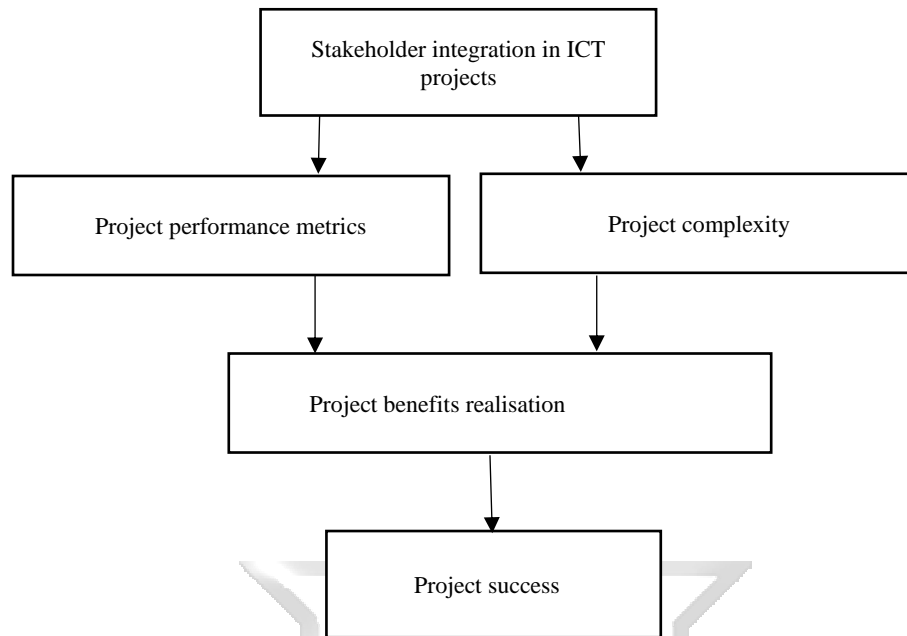 Stakeholder integration in ICT
projects
Project performance metrics
Project complexity
Project benefits realisation
Project success